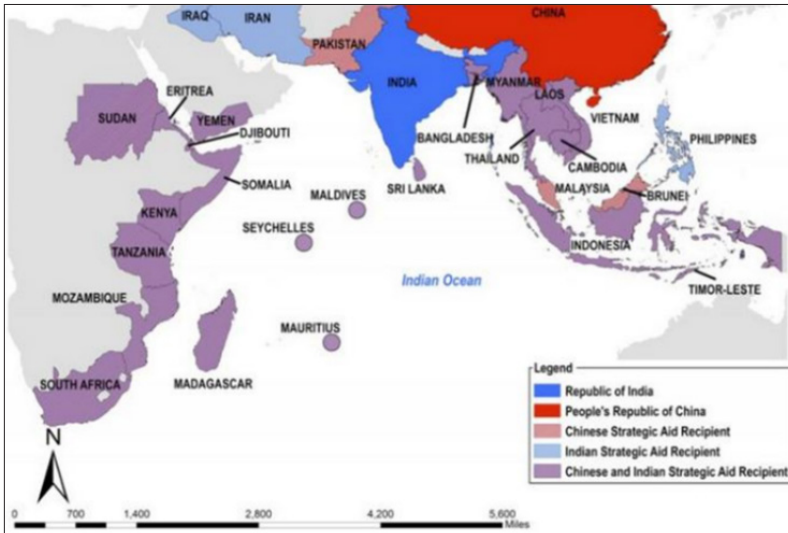 CHINA
IRAQ
IRAN
PAKISTAN
INDIA
MYANMAR
LAOS
ERITREA
SUDAN
YEMEN
DJIBOUTI
BANGLADESH
VIETNAM
THAILAND
PHILIPPINES
CAMBODIA
SOMALIA
SRI LANKA
MALDIVES
MALAYSIA
BRUNEI
KENYA
SEYCHELLES
TANZANIA
INDONESIA
Indian Ocean
TIMOR-LESTE
MOZAMBIQUE
MAURITIUS
MADAGASCAR
SOUTH AFRICA
Legend
Republic of India
People's Republic of China
Chinese Strategic Aid Recipient
Indian Strategic Aid Recipient
Chinese and Indian Strategic Aid Recipient
N
0 700 1,400 2,800 4,200 5,600
Miles